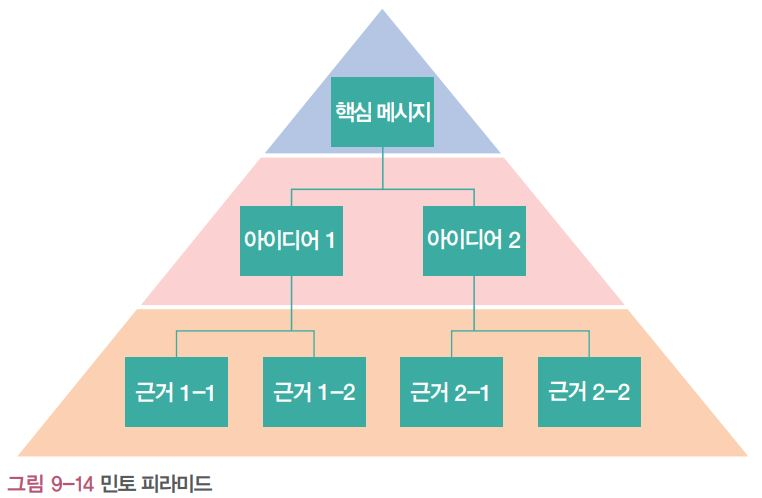 핵심 메시지
아이디어 1
아이디어 2
근거 1-1
근거 1-2
근거 2-1
근거 2-2
그림 9-14 민토 피라미드